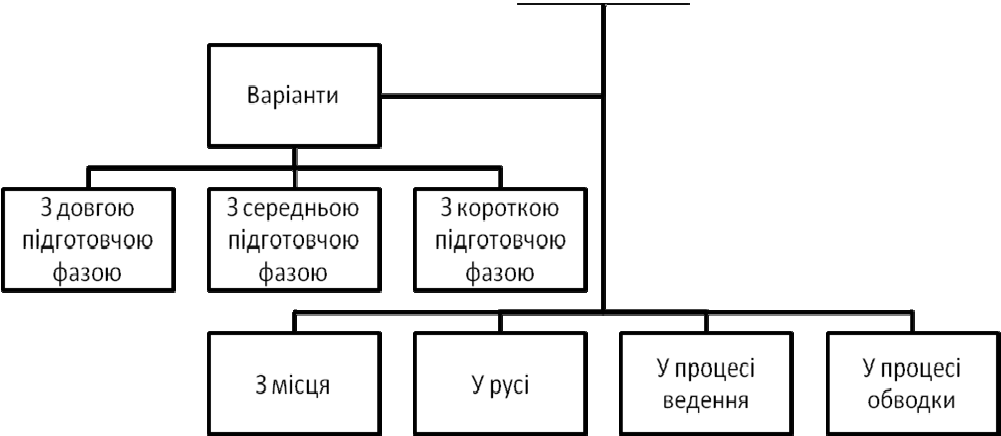 Варіанти
З довгою
підготовчою
фазою
З середньою
підготовчою
фазою
З короткою
підготовчою
фазою
З місця
У русі
У процесі
ведення
У процесі
обводки